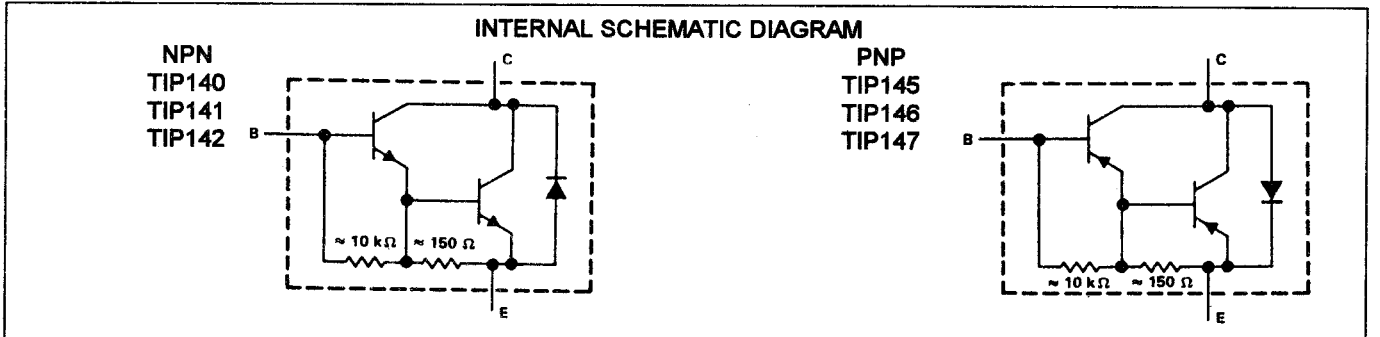 INTERNAL SCHEMATIC DIAGRAM
NPN
TIP140
TIP141
TIP142
B
C
≈ 10 kΩ ≈ 150 Ω
E
PNP
TIP145
TIP146
TIP147
B
C
≈ 10 kΩ ≈ 150 Ω
E